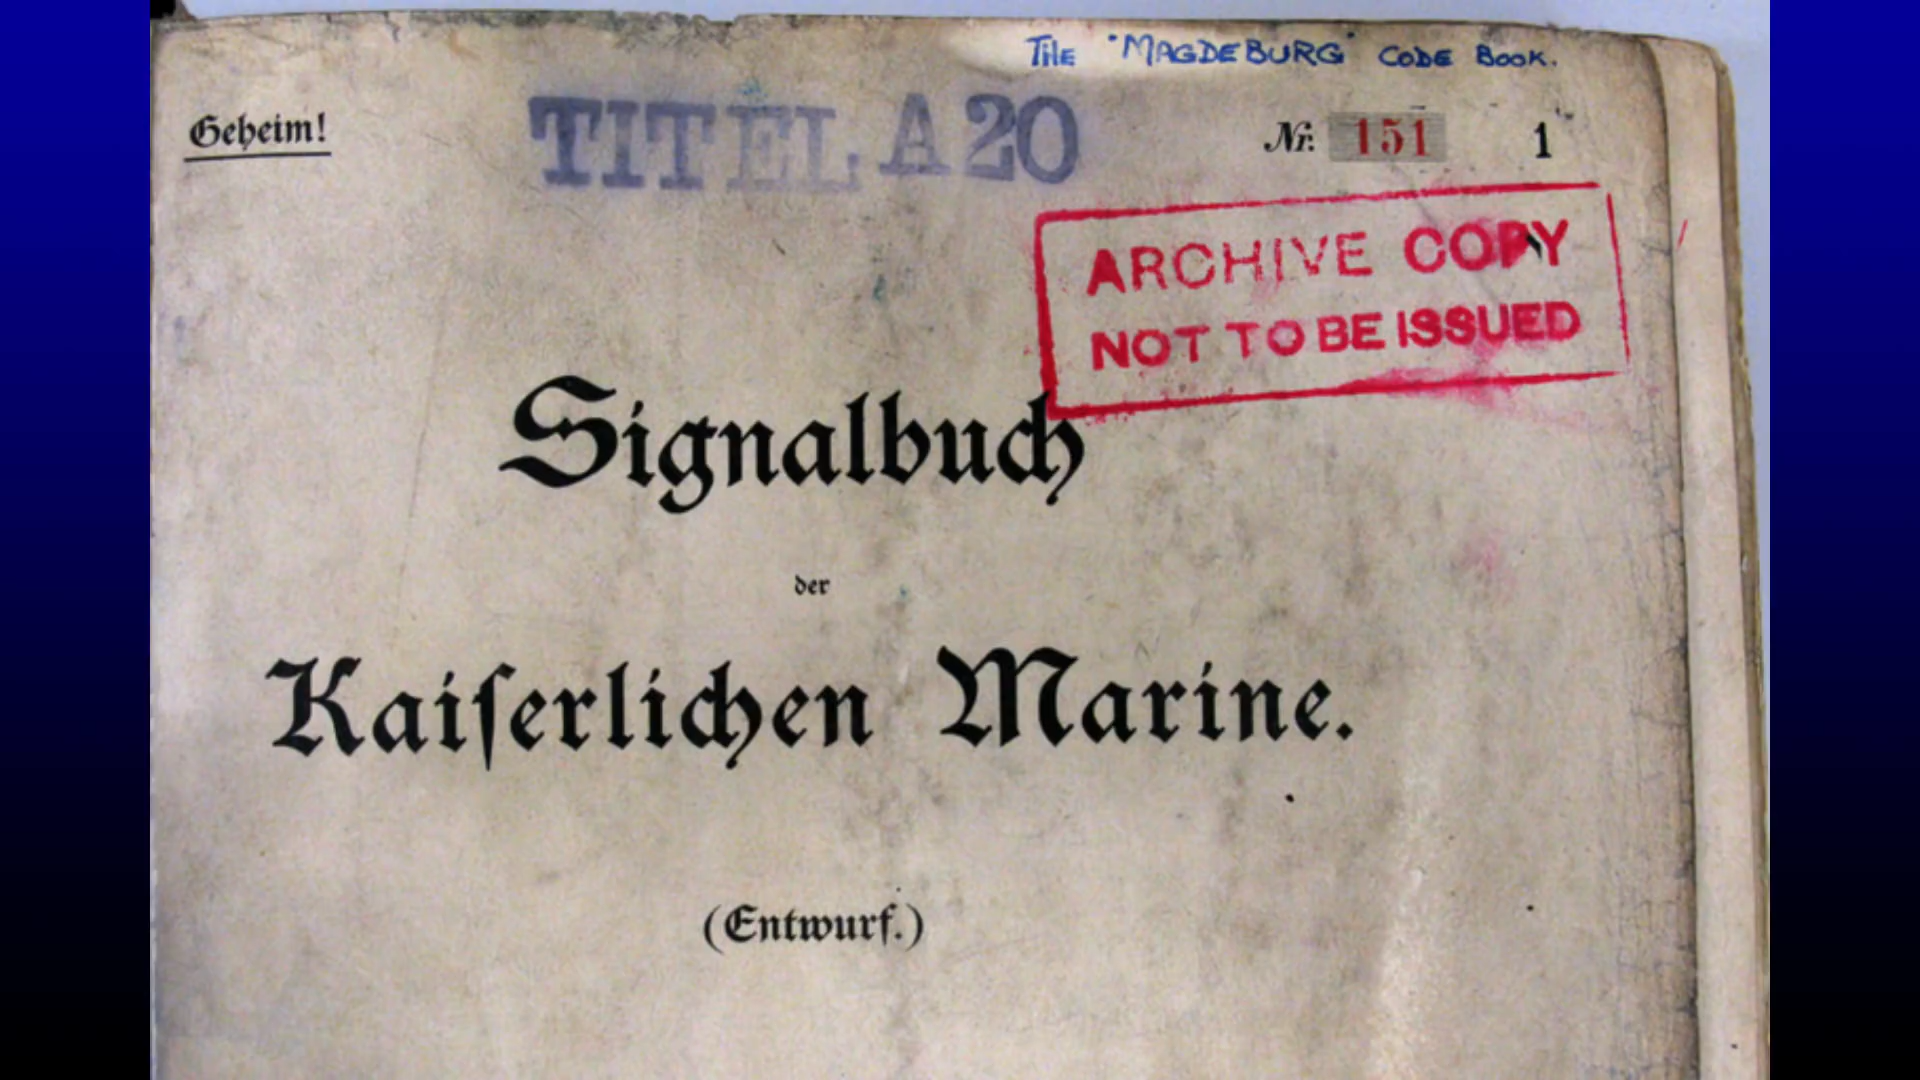 THE "MAGDEBURG" CODE BOOK.
Geheim!
TITEL A 20
Nr. 151 1
ARCHIVE COPY
NOT TO BE ISSUED
Signalbuch
der
Kaiſerlichen Marine.
(Entwurf.)